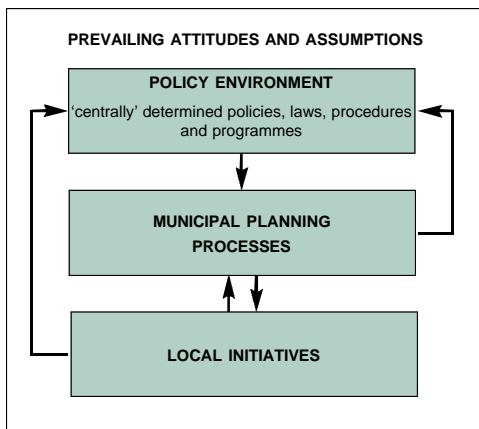 PREVAILING ATTITUDES AND ASSUMPTIONS
POLICY ENVIRONMENT
‘centrally’ determined policies, laws, procedures
and programmes
MUNICIPAL PLANNING
PROCESSES
LOCAL INITIATIVES